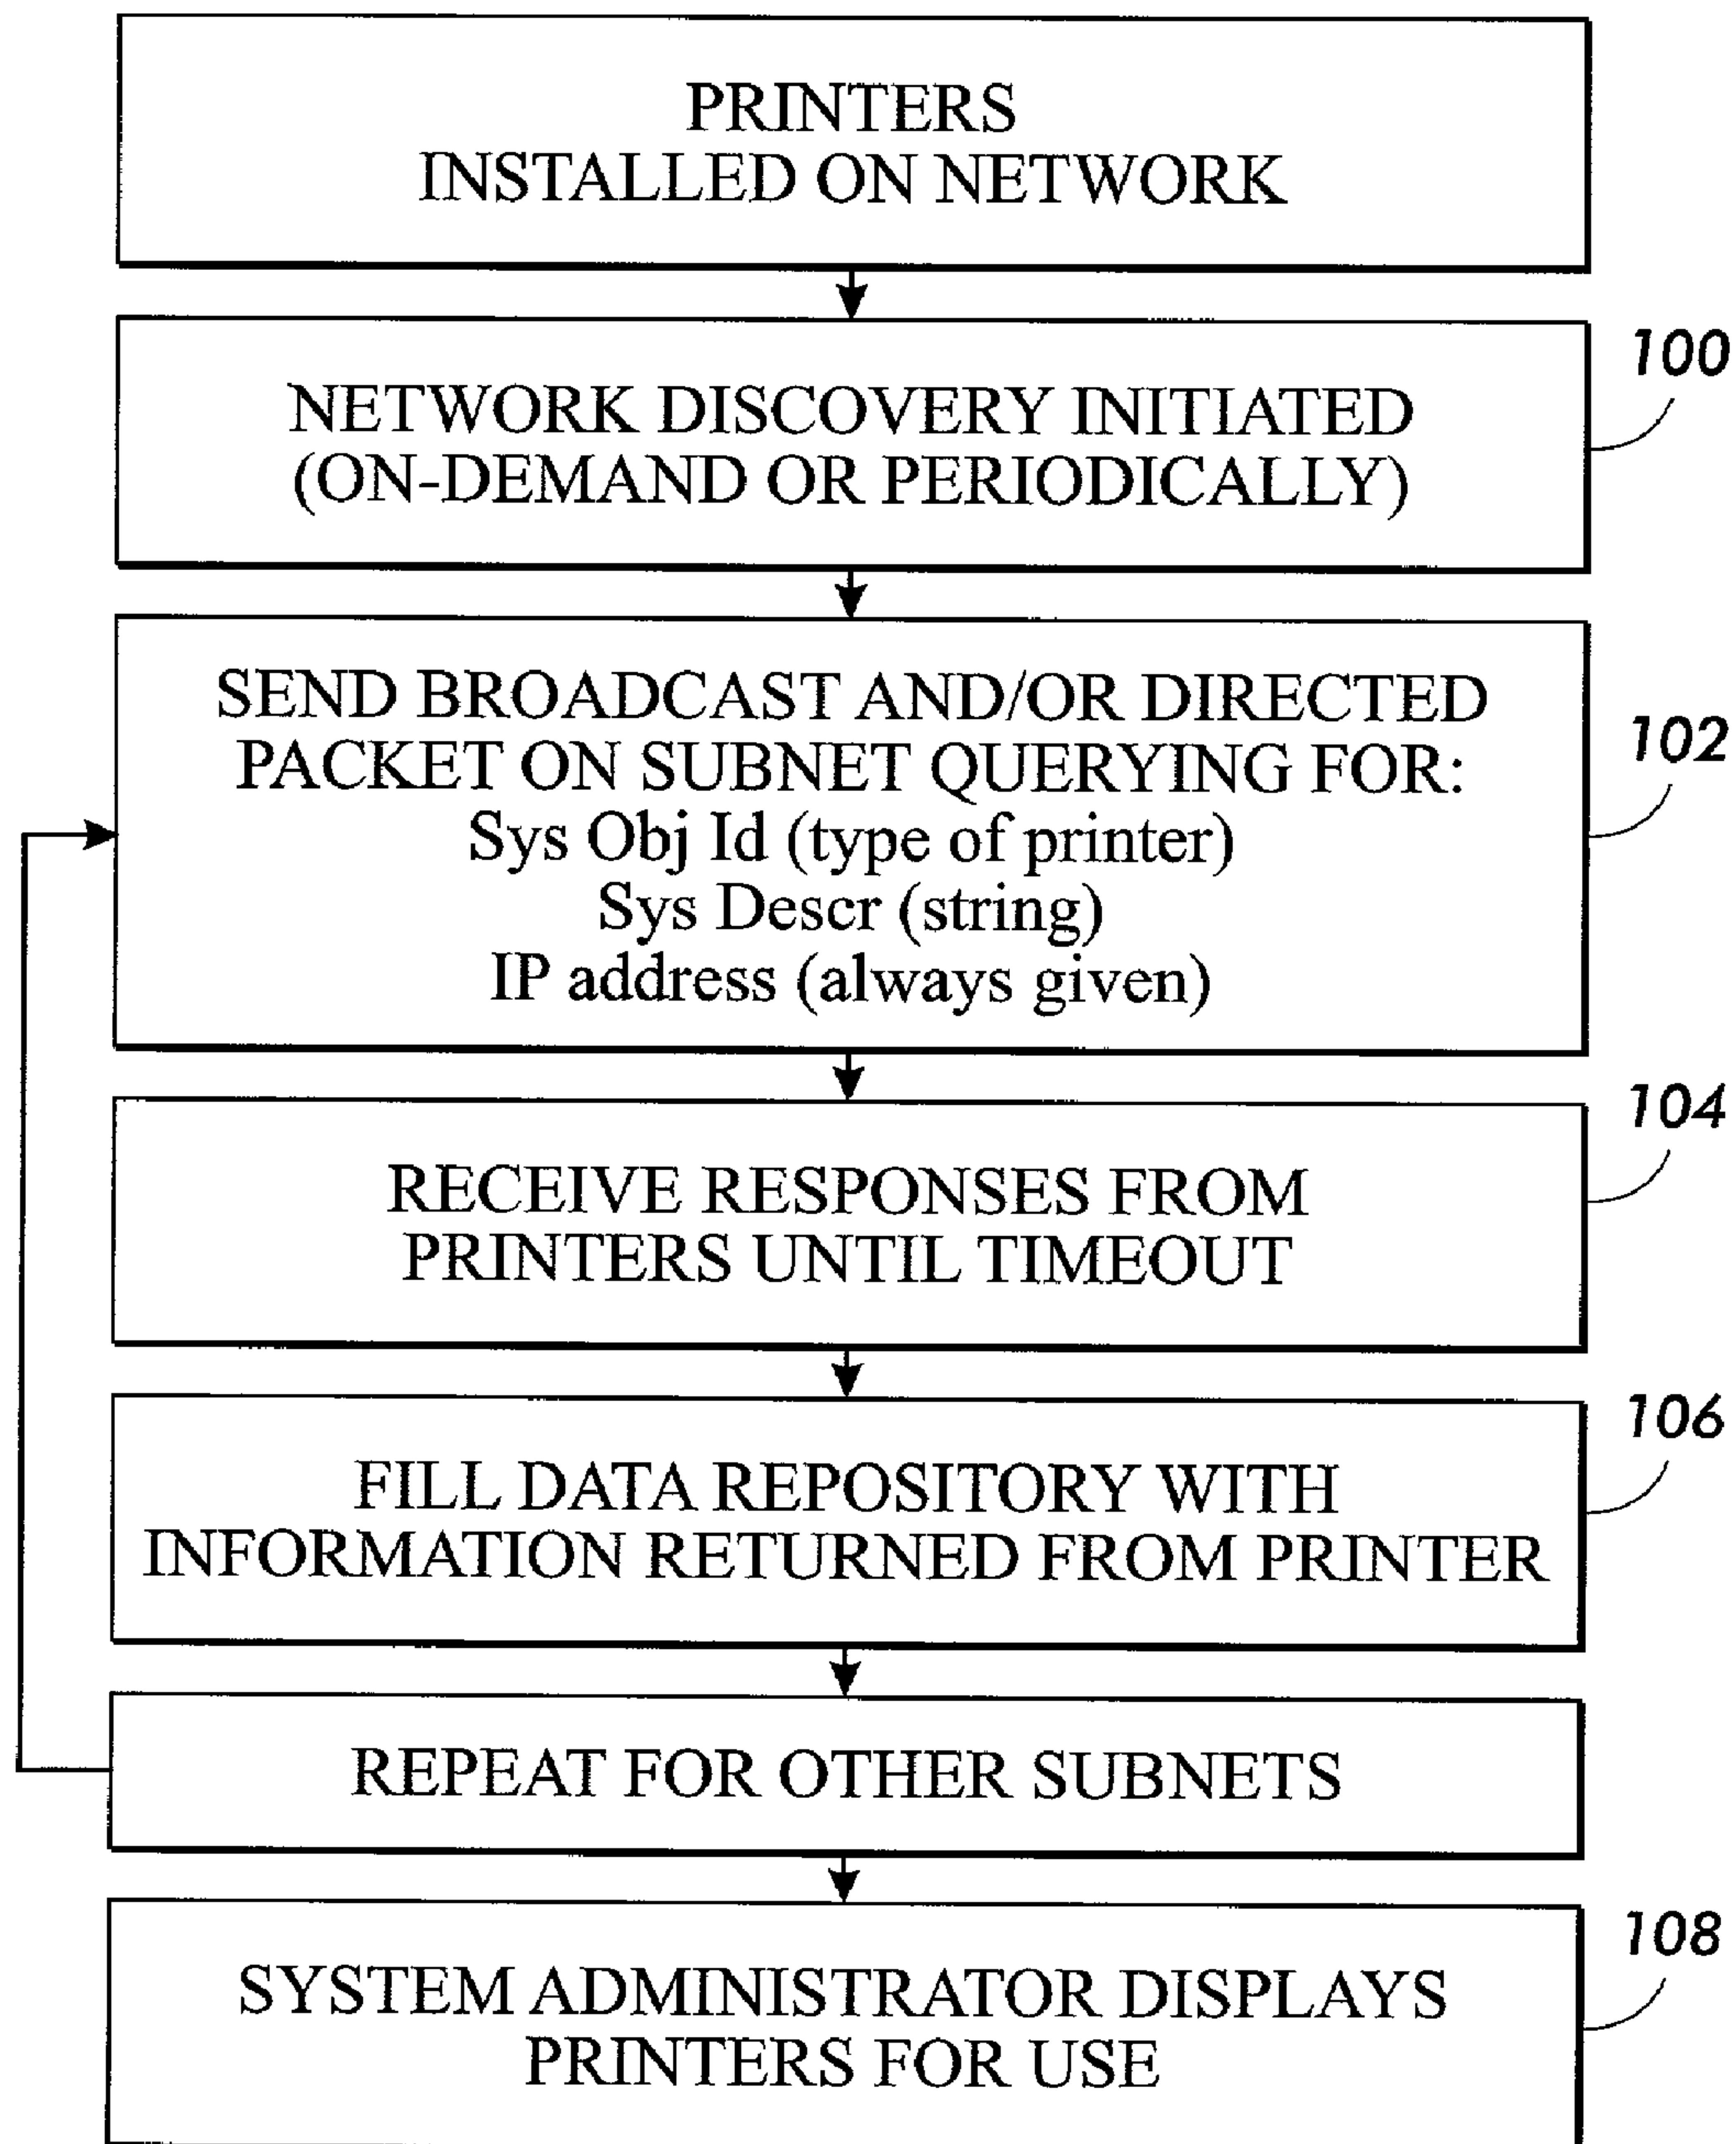 PRINTERS
INSTALLED ON NETWORK
100
NETWORK DISCOVERY INITIATED
(ON-DEMAND OR PERIODICALLY)
102
SEND BROADCAST AND/OR DIRECTED
PACKET ON SUBNET QUERYING FOR:
Sys Obj Id (type of printer)
Sys Descr (string)
IP address (always given)
104
RECEIVE RESPONSES FROM
PRINTERS UNTIL TIMEOUT
106
FILL DATA REPOSITORY WITH
INFORMATION RETURNED FROM PRINTER
REPEAT FOR OTHER SUBNETS
108
SYSTEM ADMINISTRATOR DISPLAYS
PRINTERS FOR USE